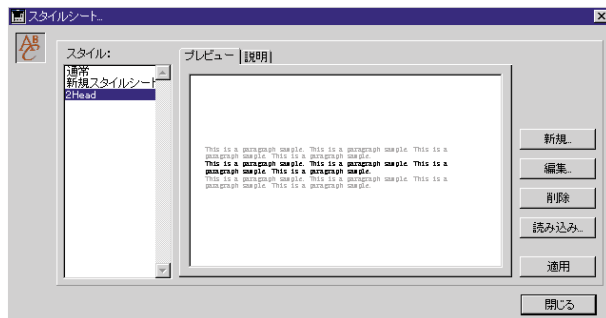 スタイルシート...
ABC
スタイル:
通常
新規スタイルシート
2Head
プレビュー
説明
This is a paragraph sample. This is a paragraph sample. This is a
paragraph sample. This is a paragraph sample.
This is a paragraph sample. This is a paragraph sample. This is a
paragraph sample. This is a paragraph sample.
This is a paragraph sample. This is a paragraph sample. This is a
paragraph sample. This is a paragraph sample.
新規...
編集...
削除
読み込み...
適用
閉じる